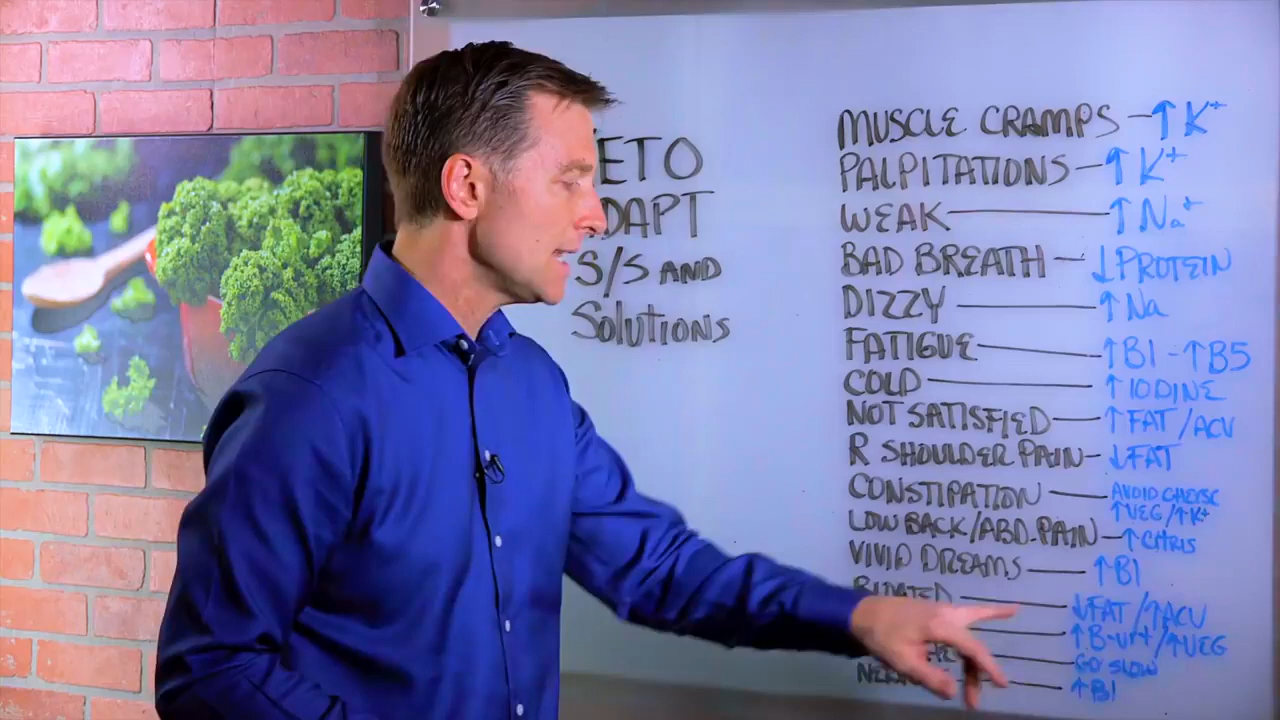 ETO
DAPT
S/S AND
SOLUTIONS
MUSCLE CRAMPS – ↑ K+
PALPITATIONS – ↑ K+
WEAK — ↑ Na+
BAD BREATH – ↓ PROTEIN
DIZZY — ↑ Na
FATIGUE — ↑ B1 - ↑ B5
COLD — ↑ IODINE
NOT SATISFIED — ↑ FAT / ACV
R SHOULDER PAIN – ↓ FAT
CONSTIPATION — AVOID CHEESE
↑ VEG / ↑ K+
LOW BACK/ABD. PAIN – ↑ CITRIS
VIVID DREAMS — ↑ B1
BLOATED — ↓ FAT / ↑ ACV
↑ B-VIT / ↑ VEG
GO SLOW
↑ B1